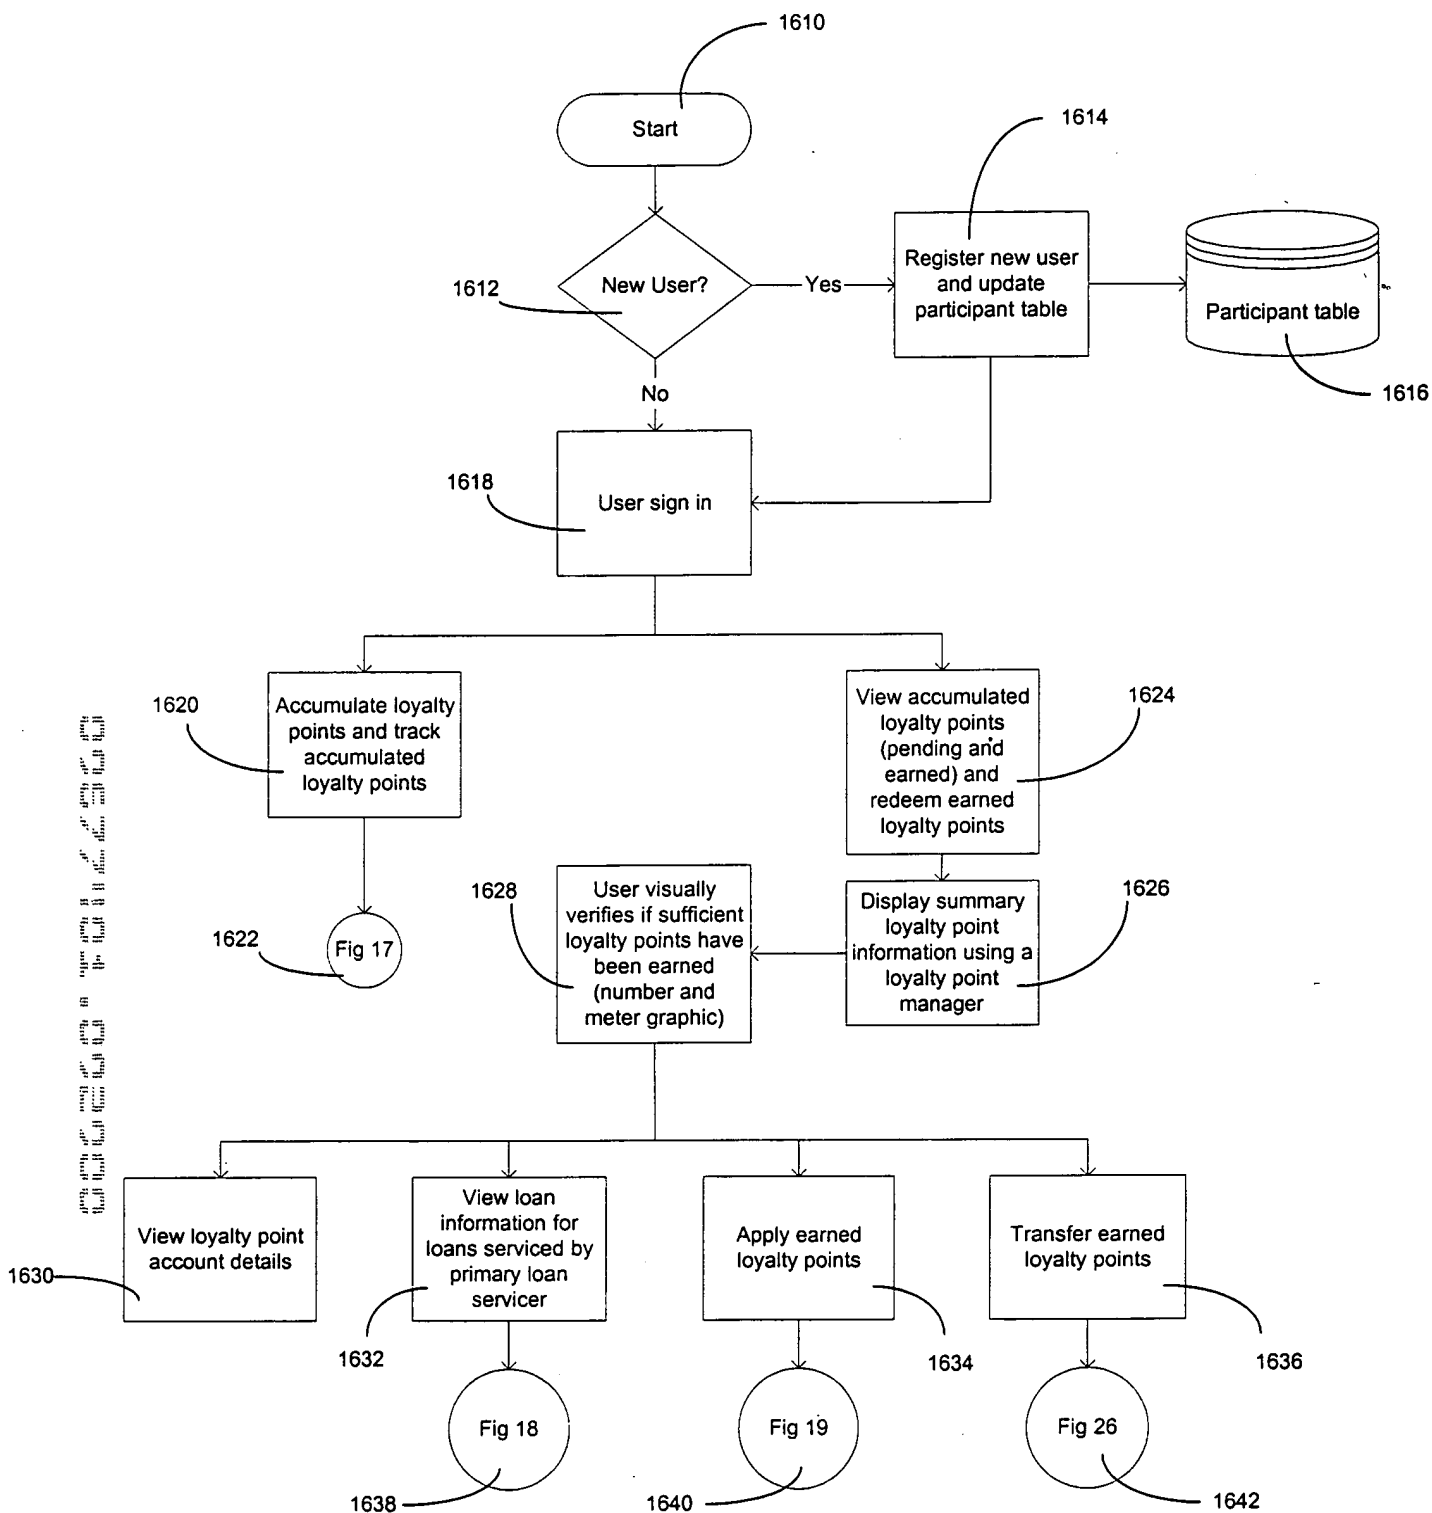 1610
Start
1614
New User?
1612
Yes
Register new user
and update
participant table
Participant table
1616
No
1618
User sign in
1620
Accumulate loyalty
points and track
accumulated
loyalty points
View accumulated
loyalty points
(pending and
earned) and
redeem earned
loyalty points
1624
1628
User visually
verifies if sufficient
loyalty points have
been earned
(number and
meter graphic)
Display summary
loyalty point
information using a
loyalty point
manager
1626
1622
Fig 17
View loyalty point
account details
1630
View loan
information for
loans serviced by
primary loan
servicer
1632
Apply earned
loyalty points
1634
Transfer earned
loyalty points
1636
Fig 18
1638
Fig 19
1640
Fig 26
1642